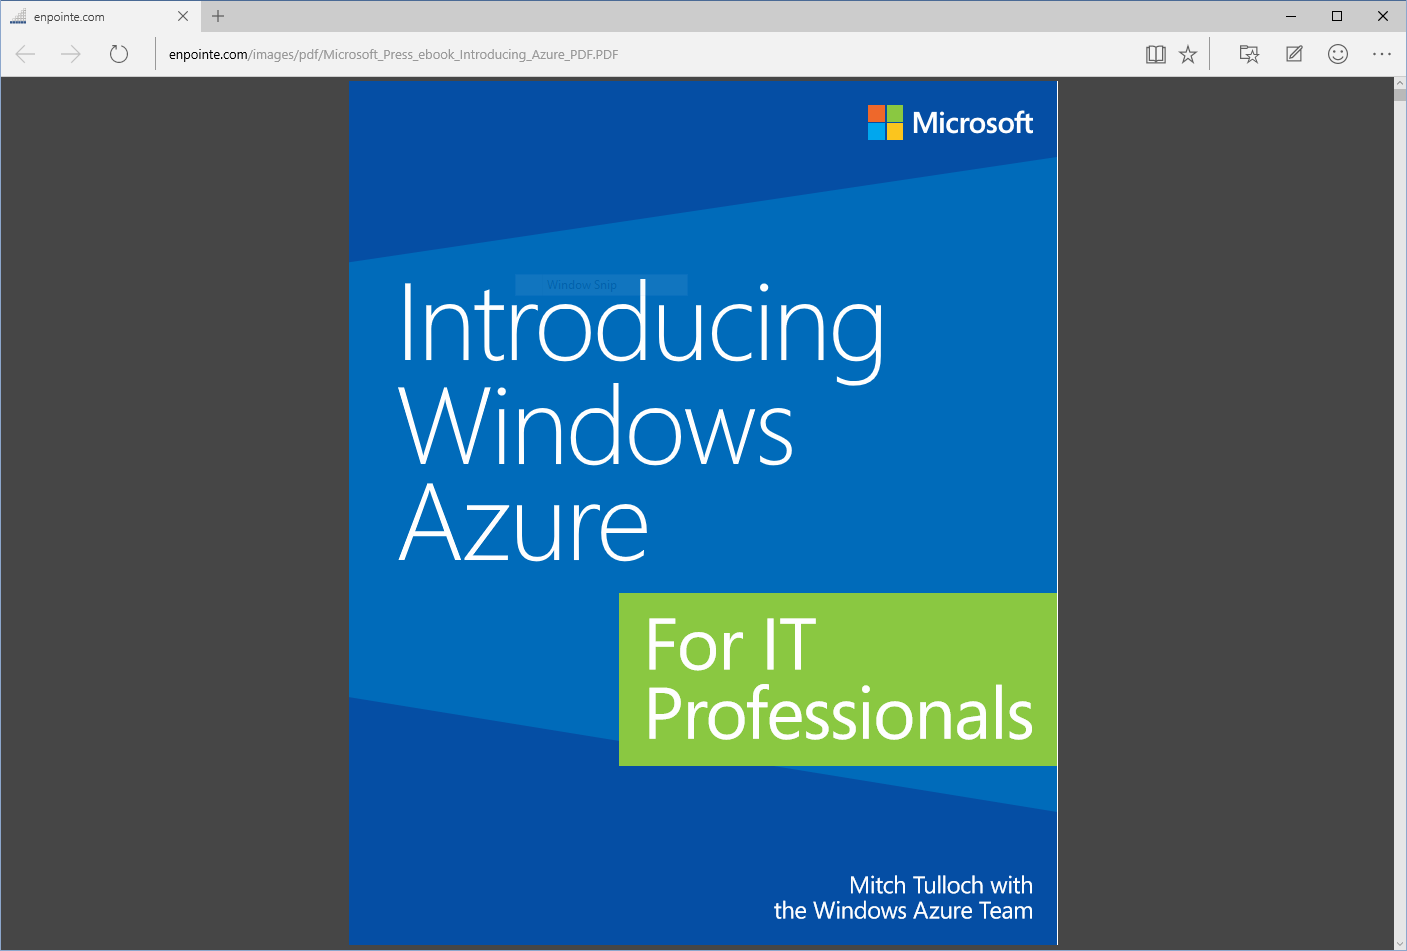 enpointe.com
enpointe.com/images/pdf/Microsoft_Press_ebook_Introducing_Azure_PDF.PDF
Microsoft
Window Snip
Introducing
Windows
Azure
For IT
Professionals
Mitch Tulloch with
the Windows Azure Team